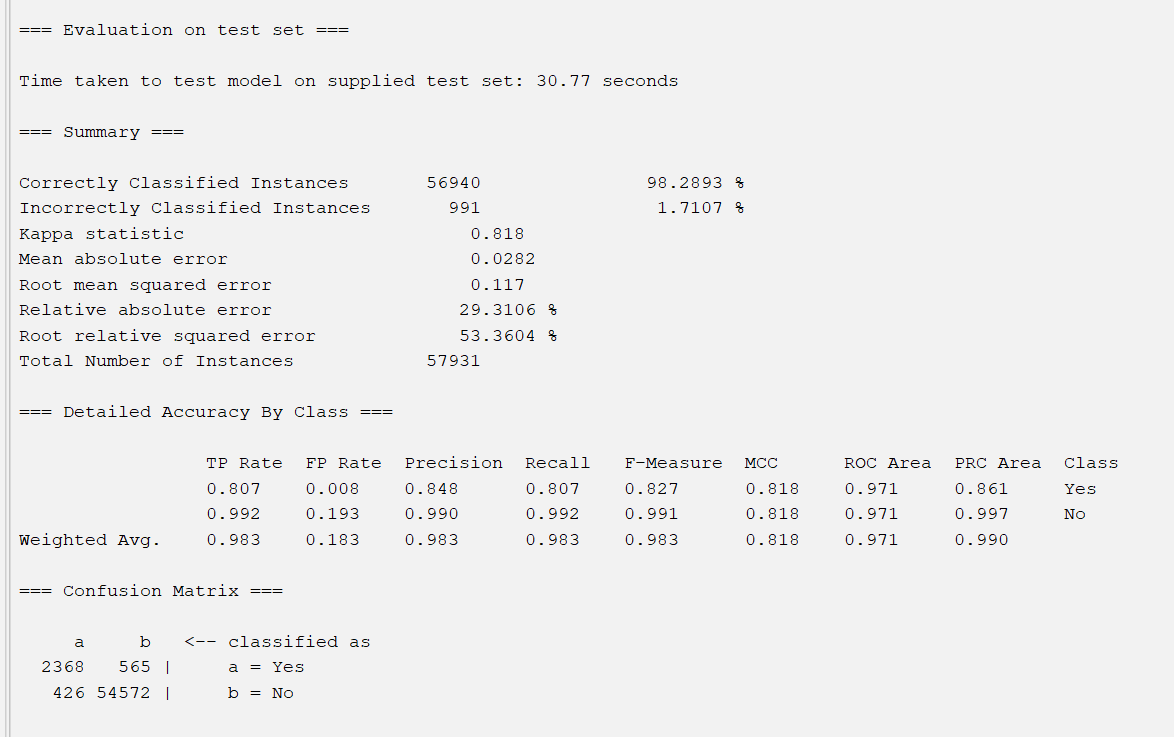 === Evaluation on test set ===
Time taken to test model on supplied test set: 30.77 seconds
=== Summary ===
Correctly Classified Instances 56940 98.2893 %
Incorrectly Classified Instances 991 1.7107 %
Kappa statistic 0.818
Mean absolute error 0.0282
Root mean squared error 0.117
Relative absolute error 29.3106 %
Root relative squared error 53.3604 %
Total Number of Instances 57931
=== Detailed Accuracy By Class ===
TP Rate FP Rate Precision Recall F-Measure MCC ROC Area PRC Area Class
0.807 0.008 0.848 0.807 0.827 0.818 0.971 0.861 Yes
0.992 0.193 0.990 0.992 0.991 0.818 0.971 0.997 No
Weighted Avg. 0.983 0.183 0.983 0.983 0.983 0.818 0.971 0.990
=== Confusion Matrix ===
a b <-- classified as
2368 565 | a = Yes
426 54572 | b = No